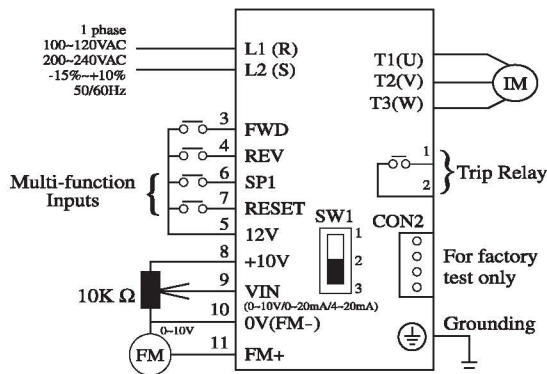 1 phase
100~120VAC
200~240VAC
-15%~+10%
50/60Hz
L1 (R)
L2 (S)
T1(U)
T2(V)
T3(W)
IM
3 FWD
4 REV
6 SP1
7 RESET
5 12V
Multi-function
Inputs
1
2
Trip Relay
SW1
1
2
3
CON2
For factory
test only
8 +10V
9 VIN
(0~10V/0~20mA/4~20mA)
10 0V(FM-)
10K Ω
0~10V
FM
11 FM+
Grounding